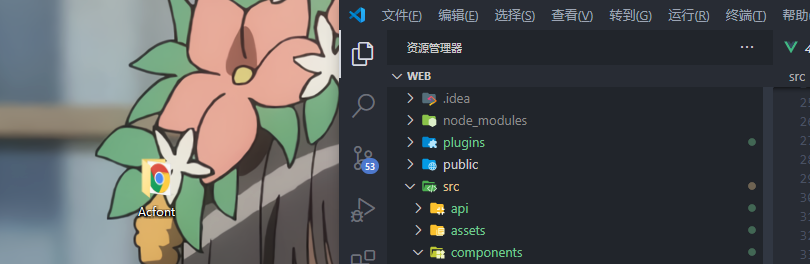 文件(F) 编辑(E) 选择(S) 查看(V) 转到(G) 运行(R) 终端(T) 帮助
资源管理器
WEB
src
.idea
node_modules
plugins
public
53
src
Acfont
api
assets
components